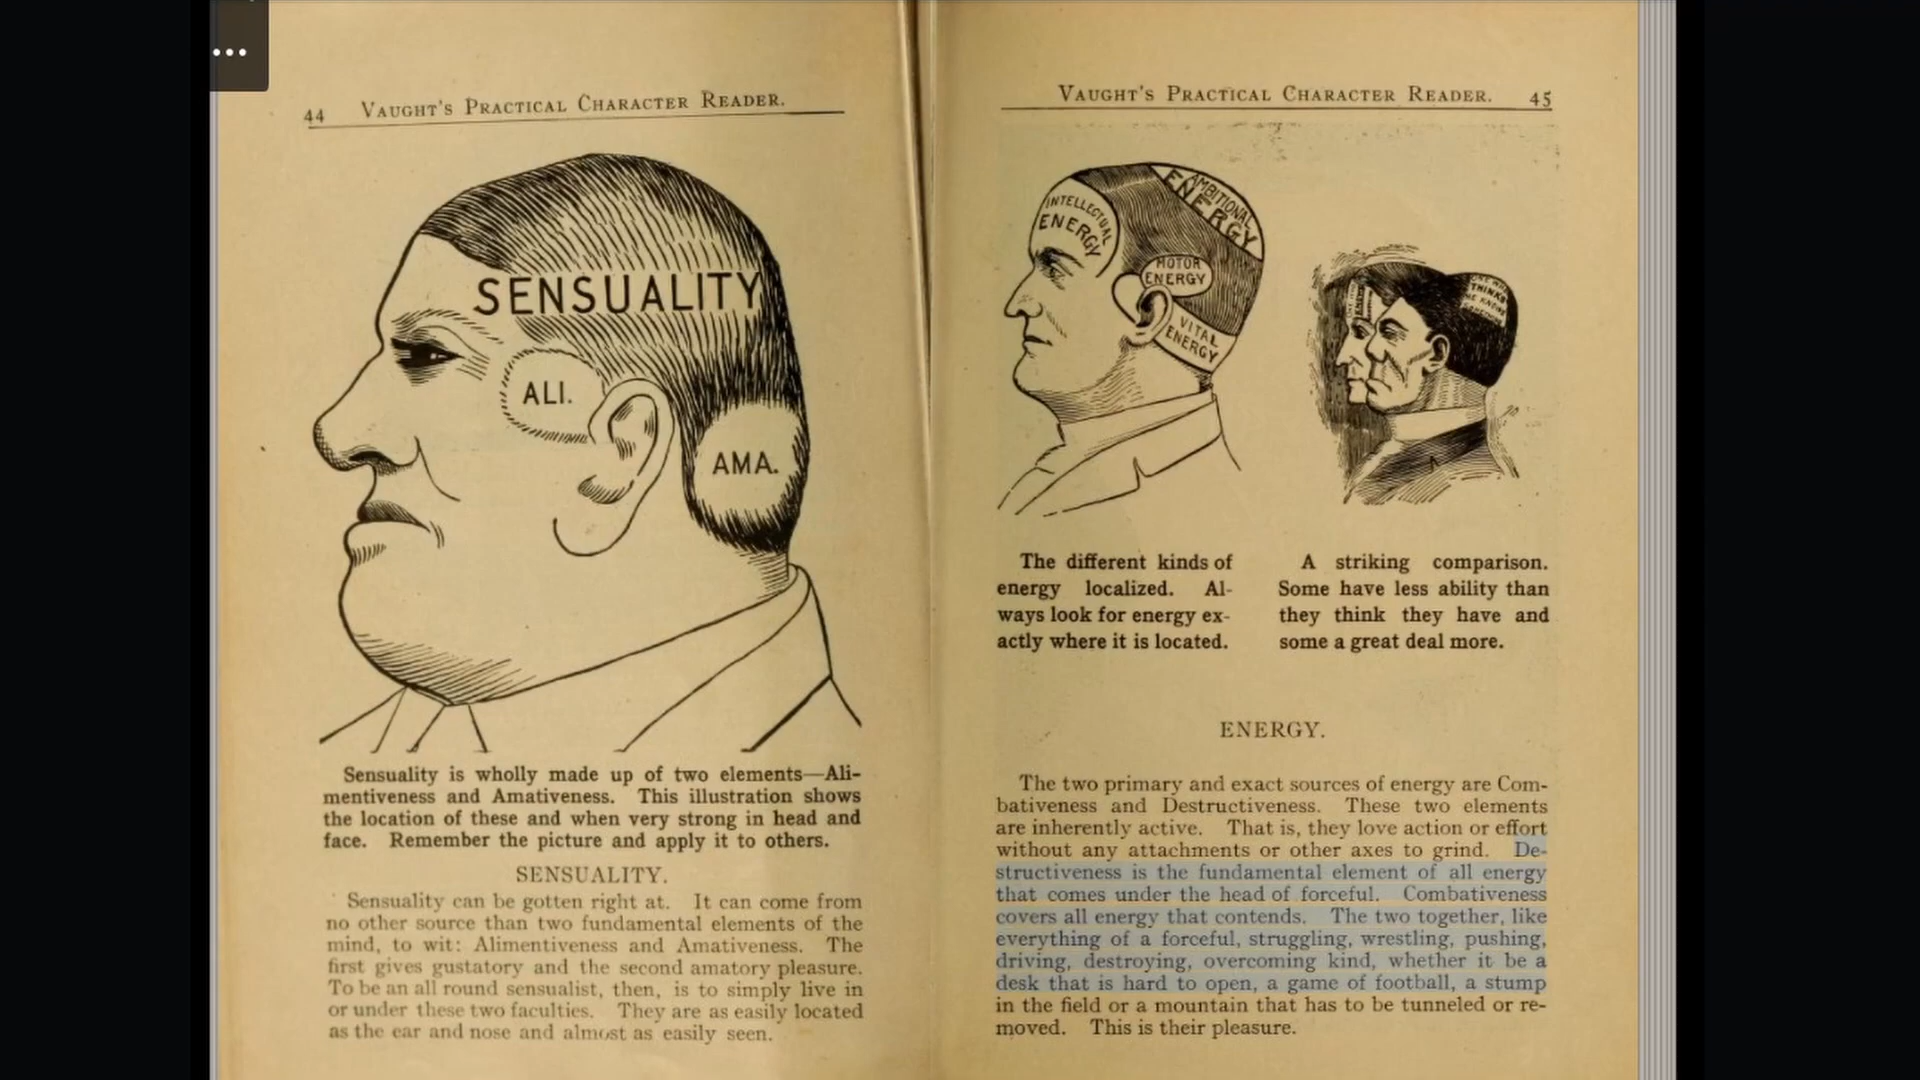 44 VAUGHT'S PRACTICAL CHARACTER READER.
SENSUALITY
ALI.
AMA.
Sensuality is wholly made up of two elements—Ali-
mentiveness and Amativeness. This illustration shows
the location of these and when very strong in head and
face. Remember the picture and apply it to others.
SENSUALITY.
Sensuality can be gotten right at. It can come from
no other source than two fundamental elements of the
mind, to wit: Alimentiveness and Amativeness. The
first gives gustatory and the second amatory pleasure.
To be an all round sensualist, then, is to simply live in
or under these two faculties. They are as easily located
as the ear and nose and almost as easily seen.
VAUGHT'S PRACTICAL CHARACTER READER. 45
INTELLECTUAL
ENERGY
AMBITIONAL
ENERGY
MOTOR
ENERGY
VITAL
ENERGY
THINKS
The different kinds of
energy localized. Al-
ways look for energy ex-
actly where it is located.
A striking comparison.
Some have less ability than
they think they have and
some a great deal more.
ENERGY.
The two primary and exact sources of energy are Com-
bativeness and Destructiveness. These two elements
are inherently active. That is, they love action or effort
without any attachments or other axes to grind. De-
structiveness is the fundamental element of all energy
that comes under the head of forceful. Combativeness
covers all energy that contends. The two together, like
everything of a forceful, struggling, wrestling, pushing,
driving, destroying, overcoming kind, whether it be a
desk that is hard to open, a game of football, a stump
in the field or a mountain that has to be tunneled or re-
moved. This is their pleasure.